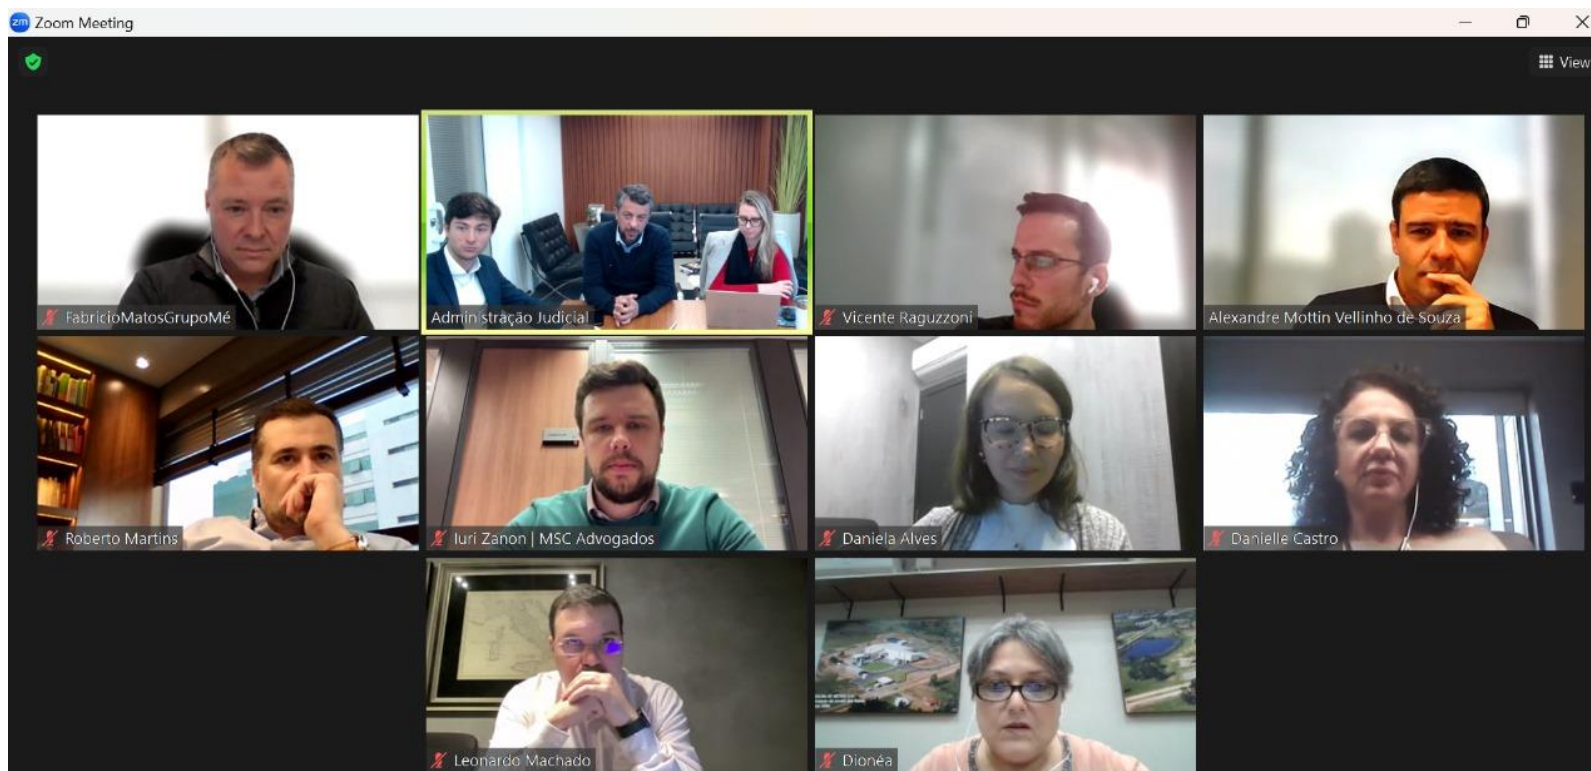 zm Zoom Meeting
View
FabricioMatosGrupoMé
Administração Judicial
Vicente Raguzzoni
Alexandre Mottin Vellinho de Souza
Roberto Martins
Iuri Zanon | MSC Advogados
Daniela Alves
Danielle Castro
Leonardo Machado
Dionéa